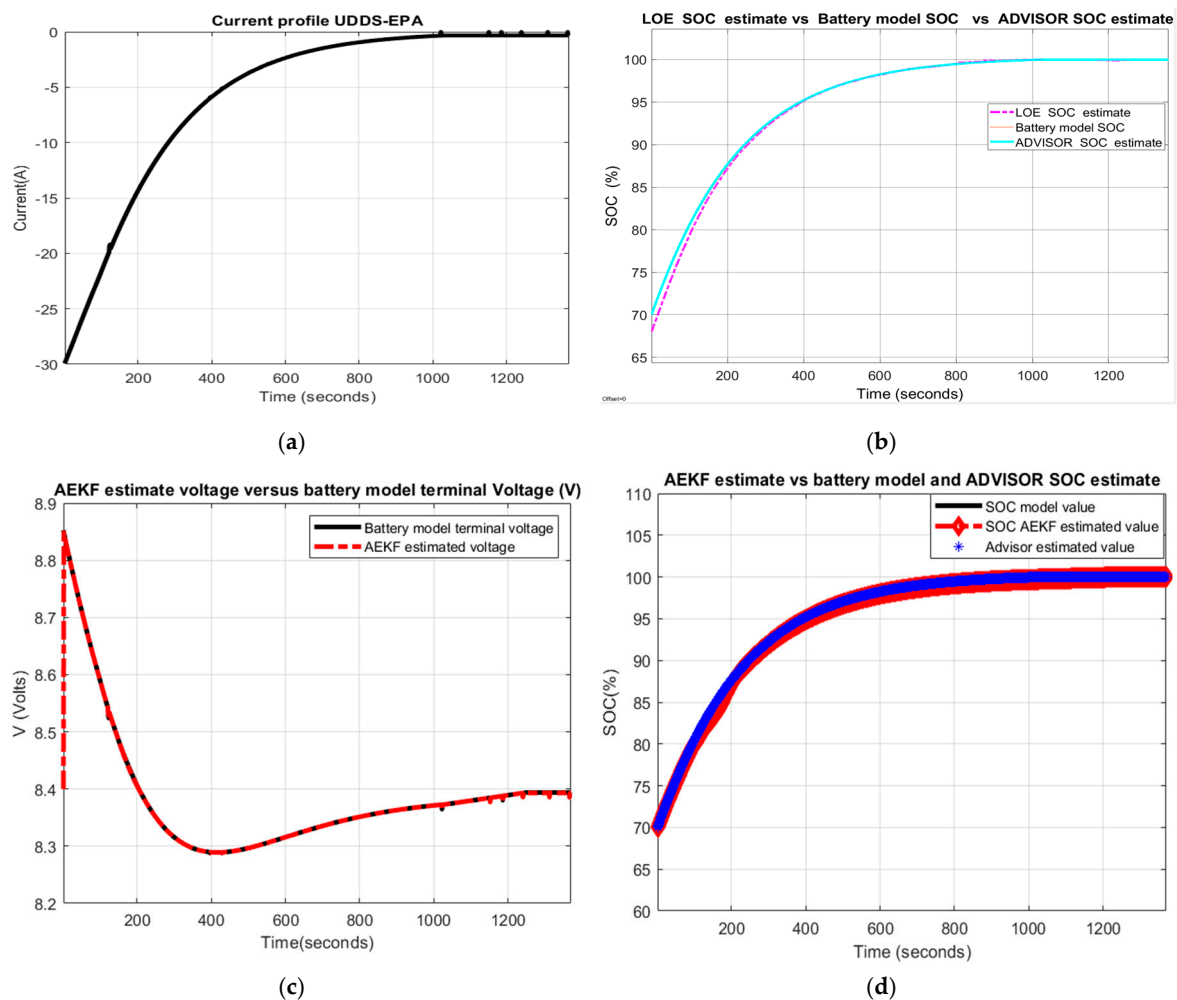 Current profile UDDS-EPA
0
-5
-10
-15
-20
-25
-30
Current(A)
200 400 600 800 1000 1200
Time (seconds)
(a)
LOE SOC estimate vs Battery model SOC vs ADVISOR SOC estimate
100
95
90
85
80
75
70
65
SOC (%)
LOE SOC estimate
Battery model SOC
ADVISOR SOC estimate
200 400 600 800 1000 1200
Time (seconds)
Offset=0
(b)
AEKF estimate voltage versus battery model terminal Voltage (V)
8.9
8.8
8.7
8.6
8.5
8.4
8.3
8.2
V (Volts)
Battery model terminal voltage
AEKF estimated voltage
200 400 600 800 1000 1200
Time(seconds)
(c)
AEKF estimate vs battery model and ADVISOR SOC estimate
110
105
100
95
90
85
80
75
70
65
60
SOC(%)
SOC model value
SOC AEKF estimated value
Advisor estimated value
200 400 600 800 1000 1200
Time (seconds)
(d)